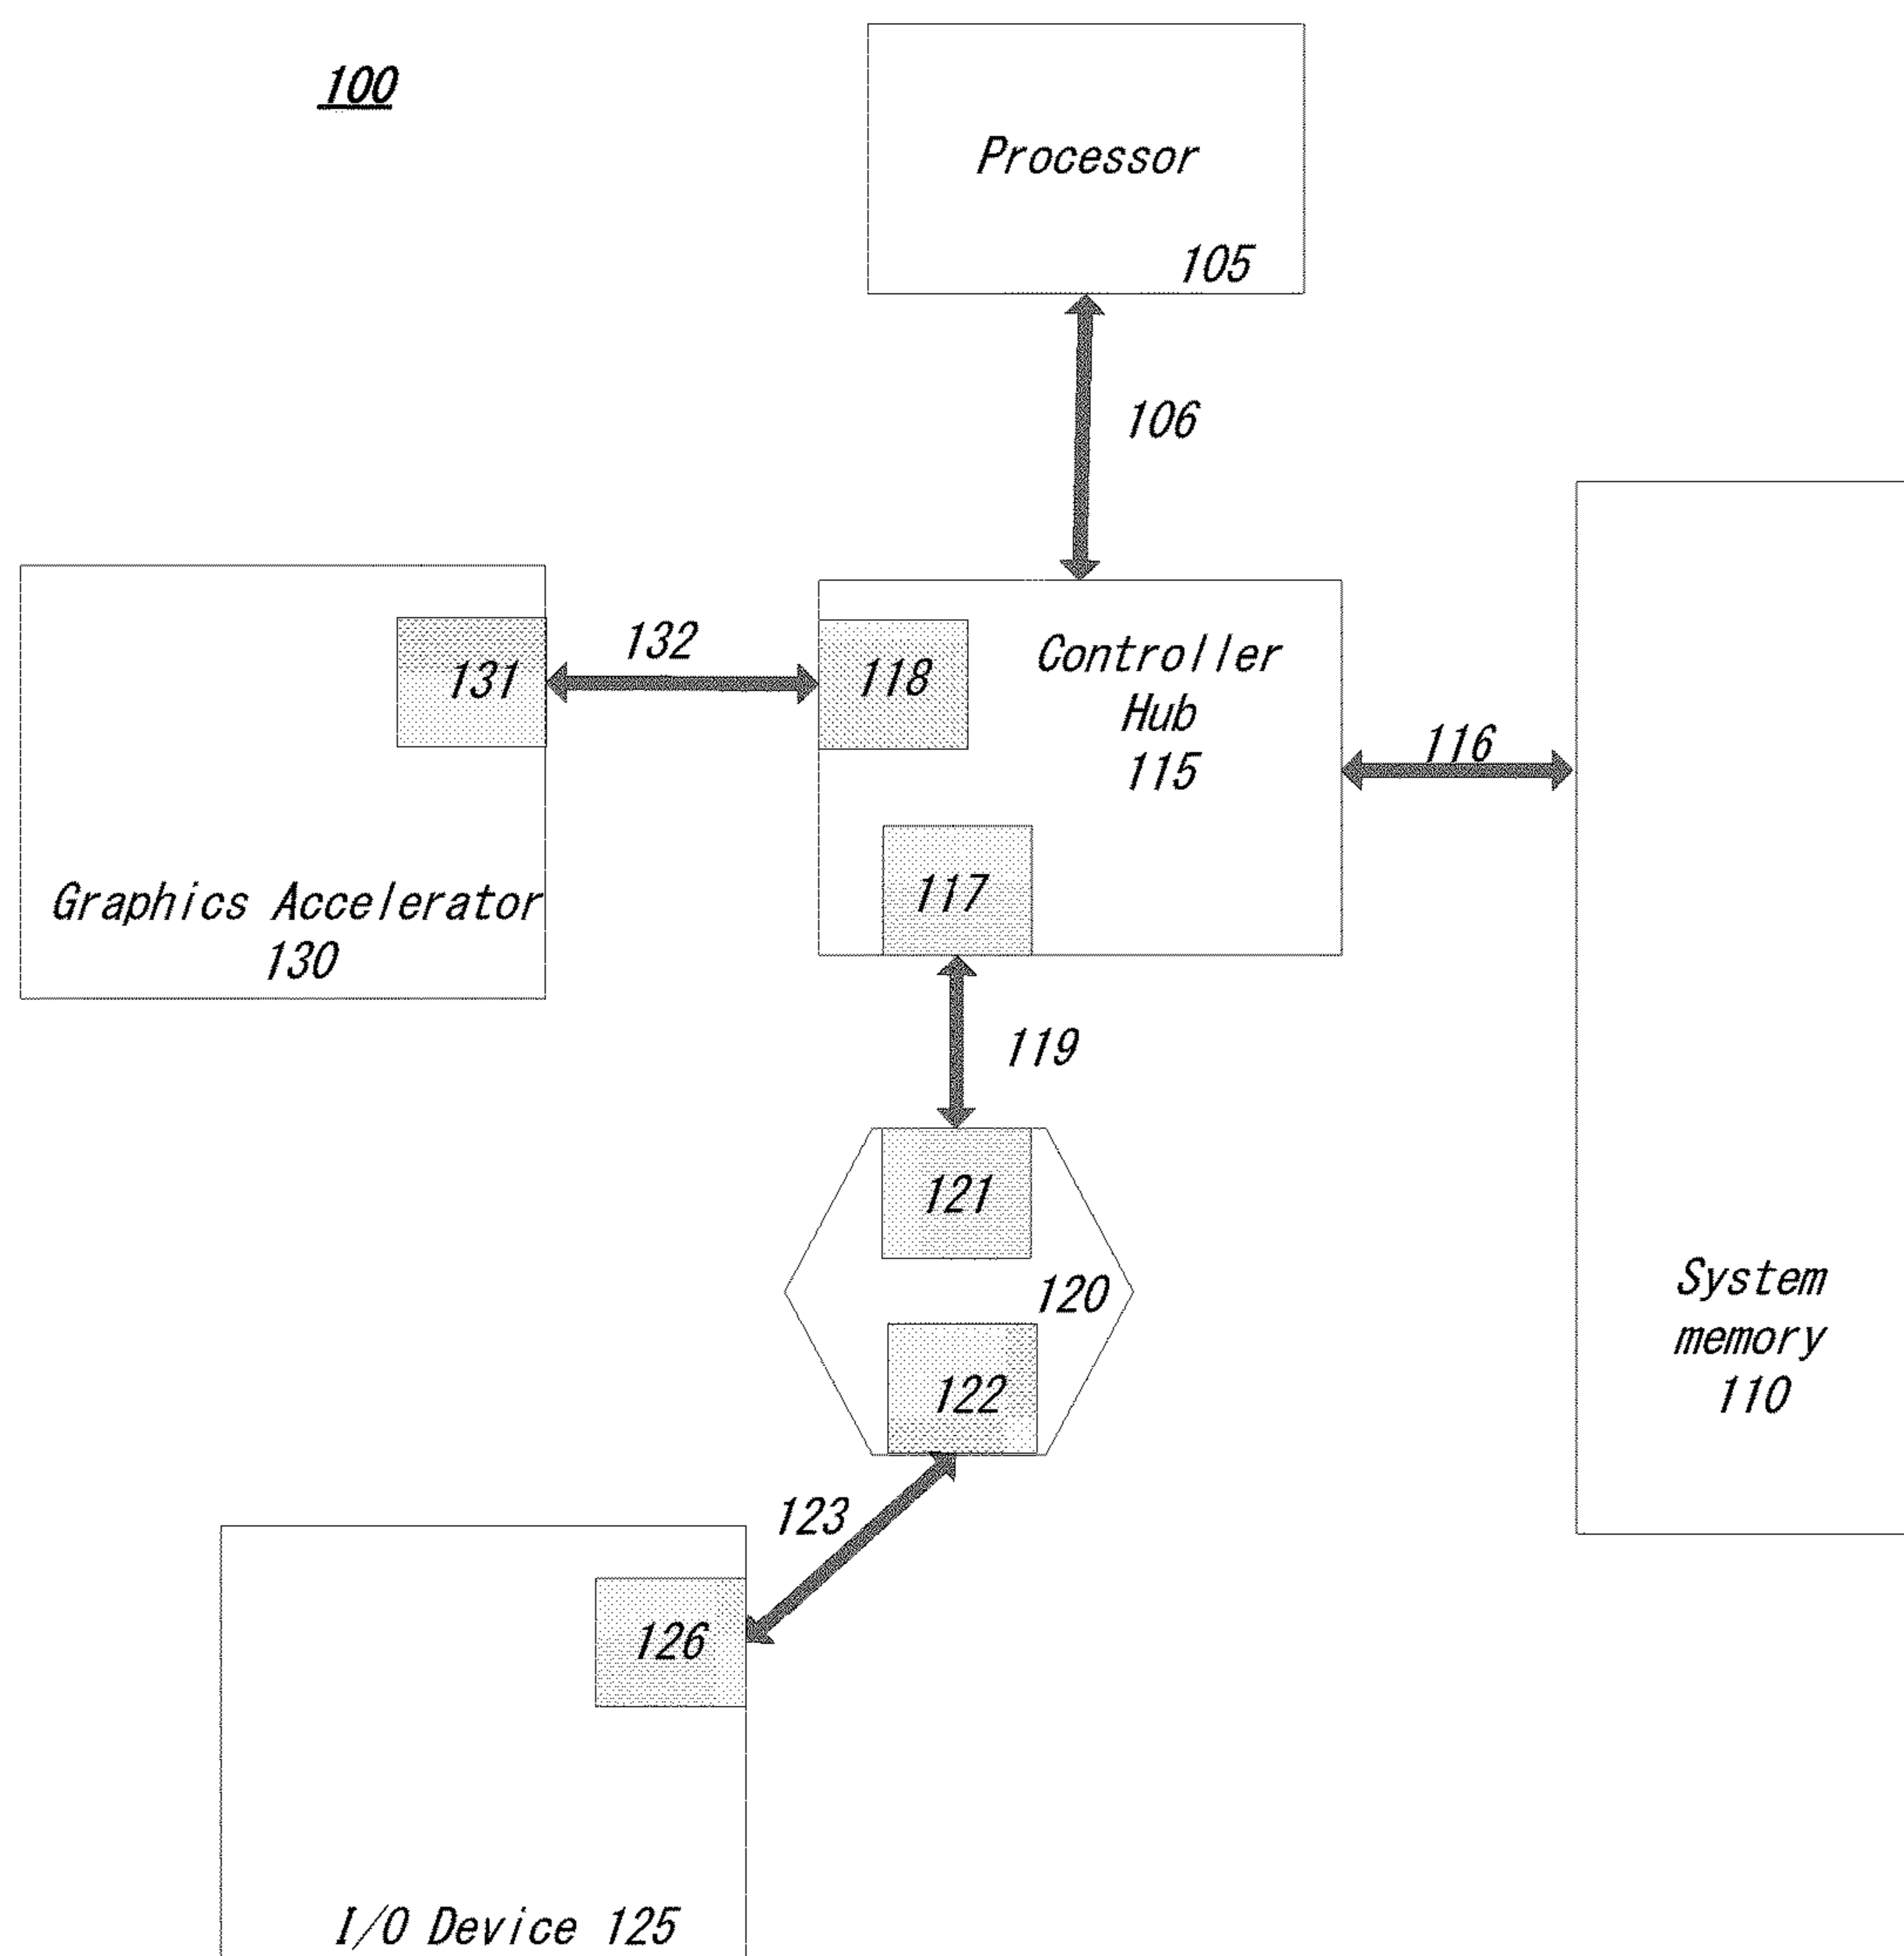 100
Processor
105
106
132
131
118
Controller
Hub
115
116
117
Graphics Accelerator
130
119
121
120
122
System
memory
110
123
126
I/O Device 125